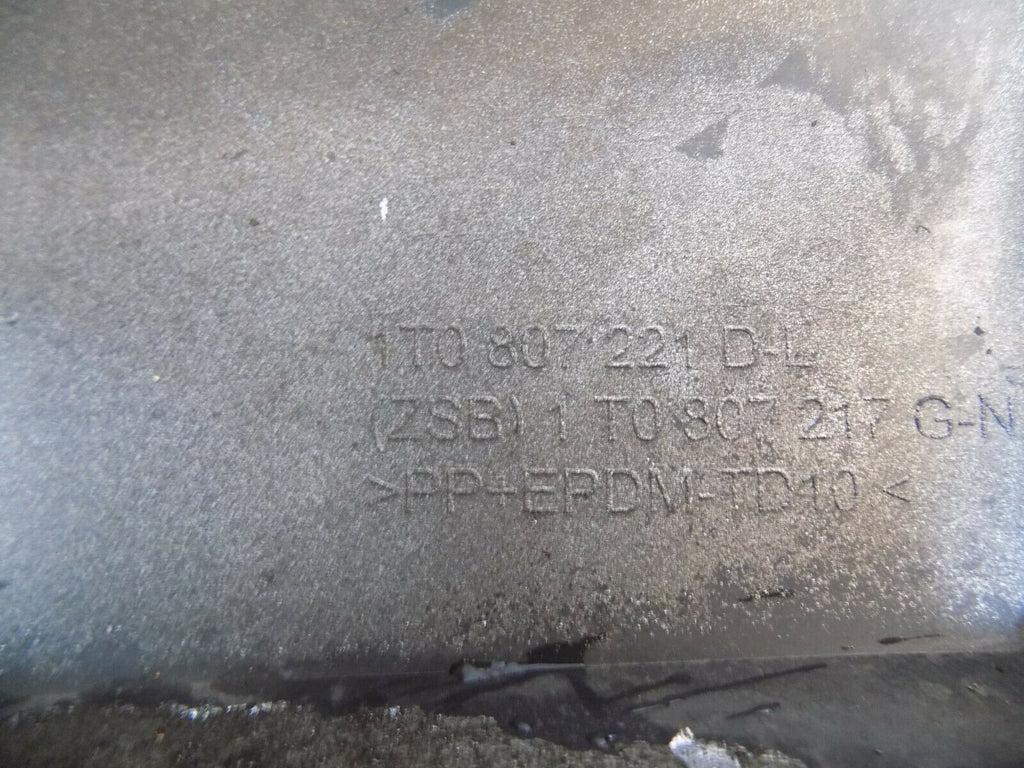 1T0 807 221 D-L
(ZSB) 1 T0 807 217 G-N
>PP+EPDM-TD10 <